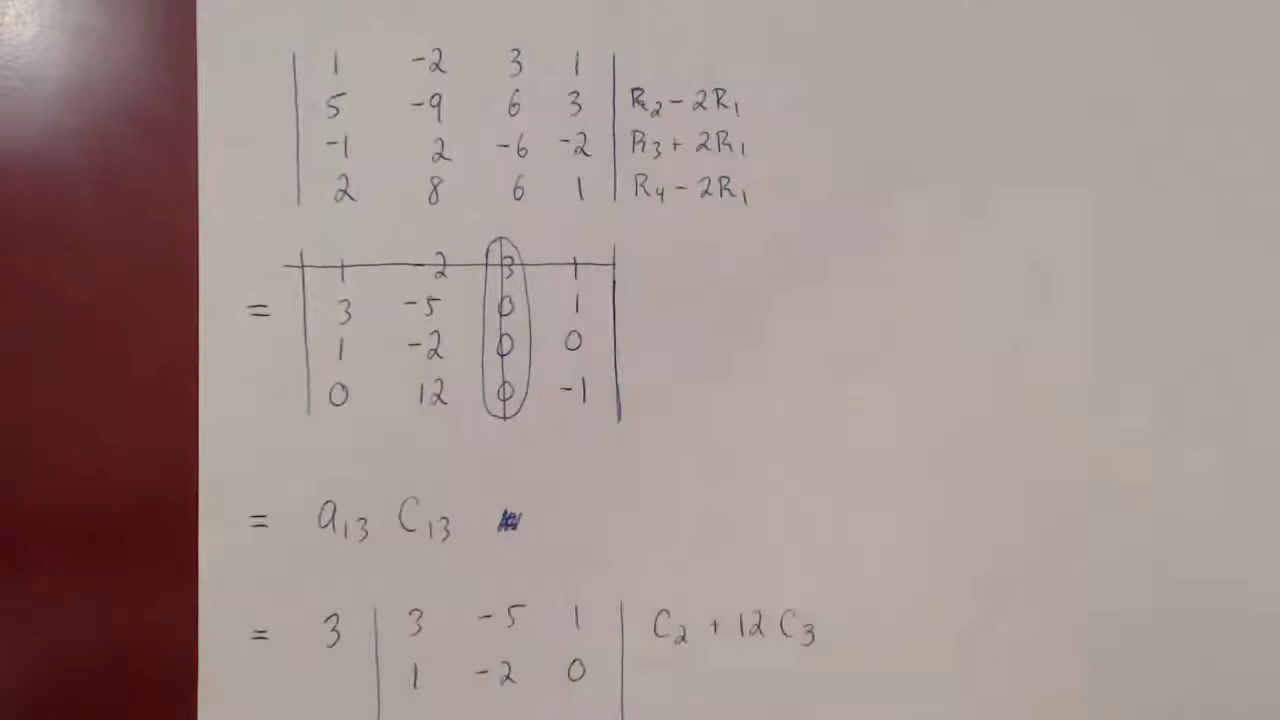 | 1 -2 3 1 |
| 5 -9 6 3 | R₂ - 2R₁
| -1 2 -6 -2 | R₃ + 2R₁
| 2 8 6 1 | R₄ - 2R₁
| 1 -2 3 1 |
= | 3 -5 0 1 |
| 1 -2 0 0 |
| 0 12 0 -1 |
= a₁₃ C₁₃
= 3 | 3 -5 1 | C₂ + 12 C₃
| 1 -2 0 |